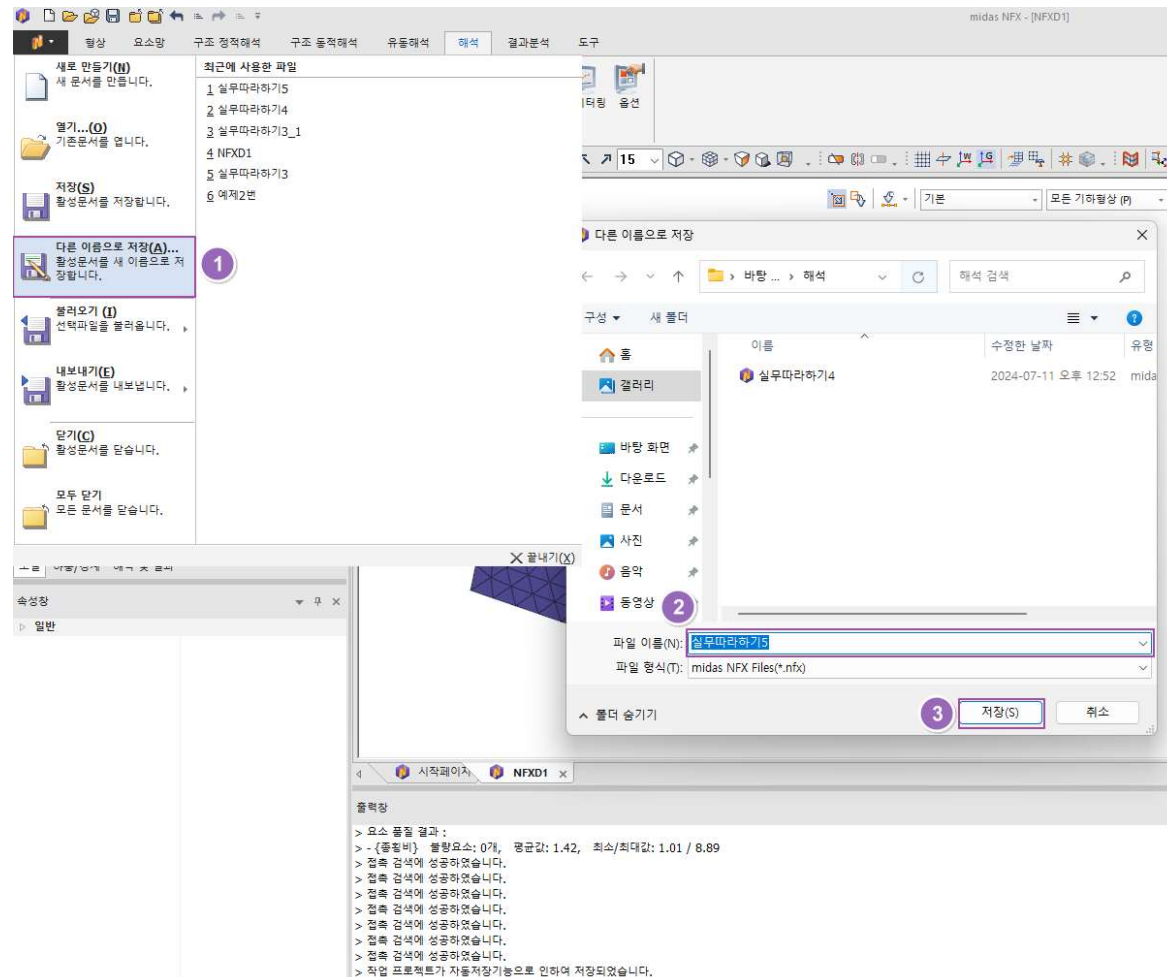 midas NFX - [NFXD1]
형상 요소망 구조 정적해석 구조 동적해석 유동해석 해석 결과분석 도구
새로 만들기(N)
새 문서를 만듭니다.
열기...(O)
기존문서를 엽니다.
저장(S)
활성문서를 저장합니다.
다른 이름으로 저장(A)...
활성문서를 새 이름으로 저
장합니다.
1
불러오기 (I)
선택파일을 불러옵니다.
내보내기(E)
활성문서를 내보냅니다.
닫기(C)
활성문서를 닫습니다.
모두 닫기
모든 문서를 닫습니다.
최근에 사용한 파일
1 실무따라하기5
2 실무따라하기4
3 실무따라하기3_1
4 NFXD1
5 실무따라하기3
6 예제2번
끝내기(X)
옵션
15
기본 모든 기하형상 (P)
다른 이름으로 저장
바탕 ... › 해석 해석 검색
구성 새 폴더
이름 수정한 날짜 유형
홈
갤러리
실무따라하기4 2024-07-11 오후 12:52 mida
바탕 화면
다운로드
문서
사진
음악
동영상
2
파일 이름(N): 실무따라하기5
파일 형식(T): midas NFX Files(*.nfx)
폴더 숨기기
3
저장(S) 취소
속성창
일반
시작페이지 NFXD1
출력창
> 요소 품질 결과 :
> - {종횡비} 불량요소: 0개, 평균값: 1.42, 최소/최대값: 1.01 / 8.89
> 접촉 검색에 성공하였습니다.
> 접촉 검색에 성공하였습니다.
> 접촉 검색에 성공하였습니다.
> 접촉 검색에 성공하였습니다.
> 접촉 검색에 성공하였습니다.
> 접촉 검색에 성공하였습니다.
> 접촉 검색에 성공하였습니다.
> 작업 프로젝트가 자동저장기능으로 인하여 저장되었습니다.